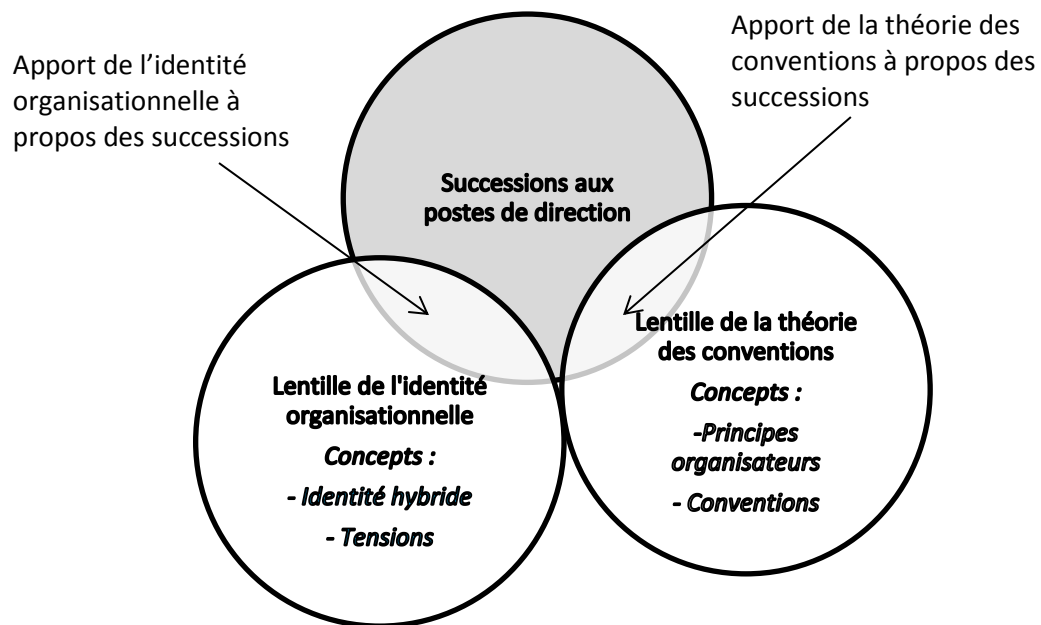 Apport de l’identité
organisationnelle à
propos des successions
Apport de la théorie des
conventions à propos des
successions
Successions aux
postes de direction
Lentille de l'identité
organisationnelle
Concepts :
- Identité hybride
- Tensions
Lentille de la théorie
des conventions
Concepts :
-Principes
organisateurs
- Conventions